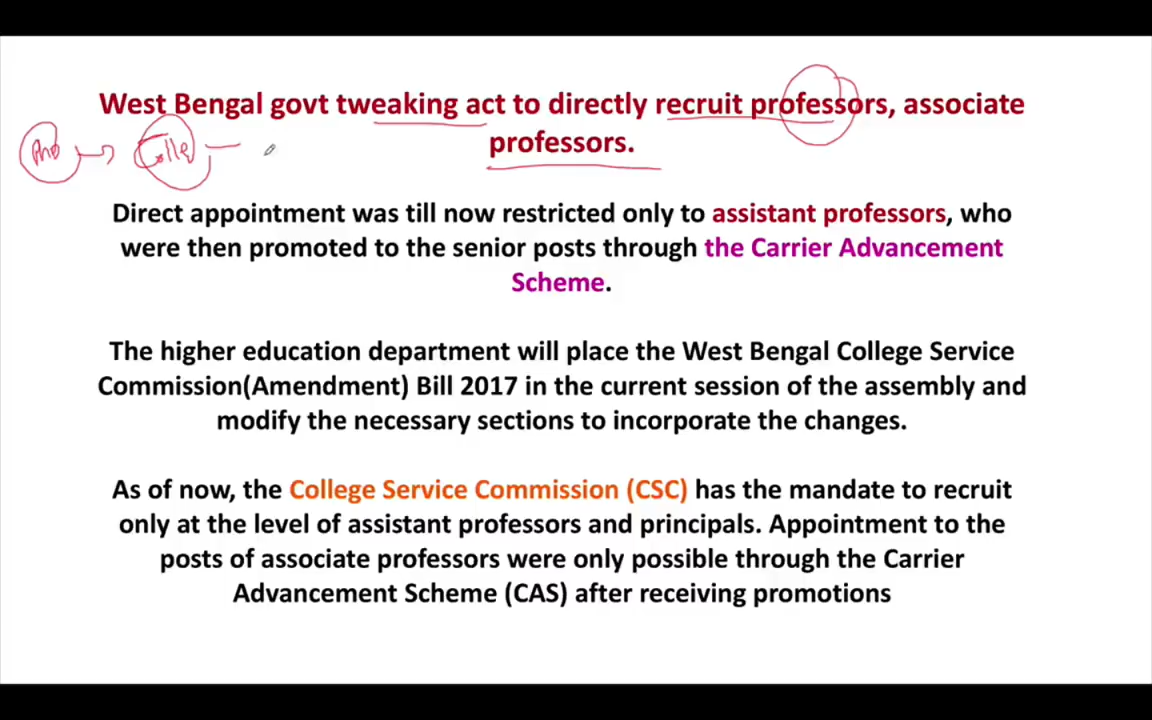 West Bengal govt tweaking act to directly recruit professors, associate
professors.
Direct appointment was till now restricted only to assistant professors, who
were then promoted to the senior posts through the Carrier Advancement
Scheme.
The higher education department will place the West Bengal College Service
Commission(Amendment) Bill 2017 in the current session of the assembly and
modify the necessary sections to incorporate the changes.
As of now, the College Service Commission (CSC) has the mandate to recruit
only at the level of assistant professors and principals. Appointment to the
posts of associate professors were only possible through the Carrier
Advancement Scheme (CAS) after receiving promotions